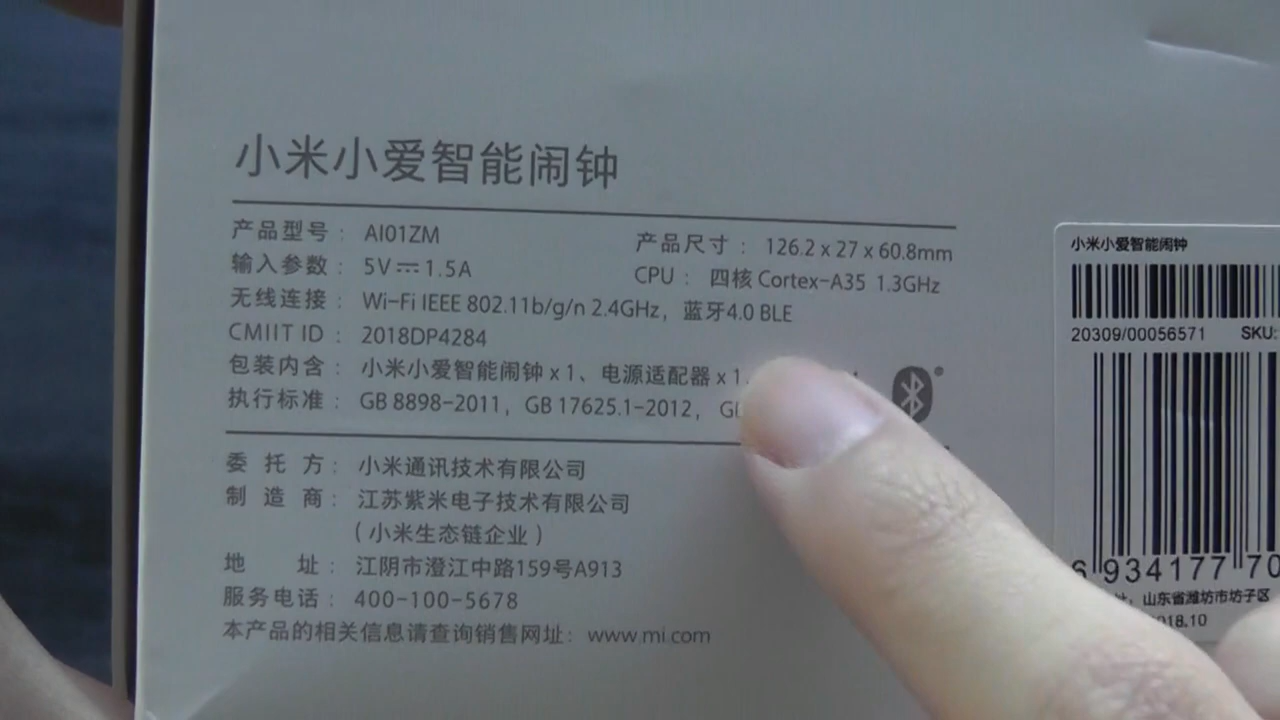 小米小爱智能闹钟
产品型号： AI01ZM
产品尺寸： 126.2 x 27 x 60.8mm
输入参数： 5V⎓1.5A
CPU： 四核 Cortex-A35 1.3GHz
无线连接： Wi-Fi IEEE 802.11b/g/n 2.4GHz，蓝牙4.0 BLE
CMIIT ID： 2018DP4284
包装内含： 小米小爱智能闹钟 x 1、电源适配器 x 1
执行标准： GB 8898-2011，GB 17625.1-2012，
委托方： 小米通讯技术有限公司
制造商： 江苏紫米电子技术有限公司
（小米生态链企业）
地址： 江阴市澄江中路159号A913
服务电话： 400-100-5678
本产品的相关信息请查询销售网址：www.mi.com
小米小爱智能闹钟
20309/00056571 SKU:
6 934177 70
山东省潍坊市坊子区
018.10